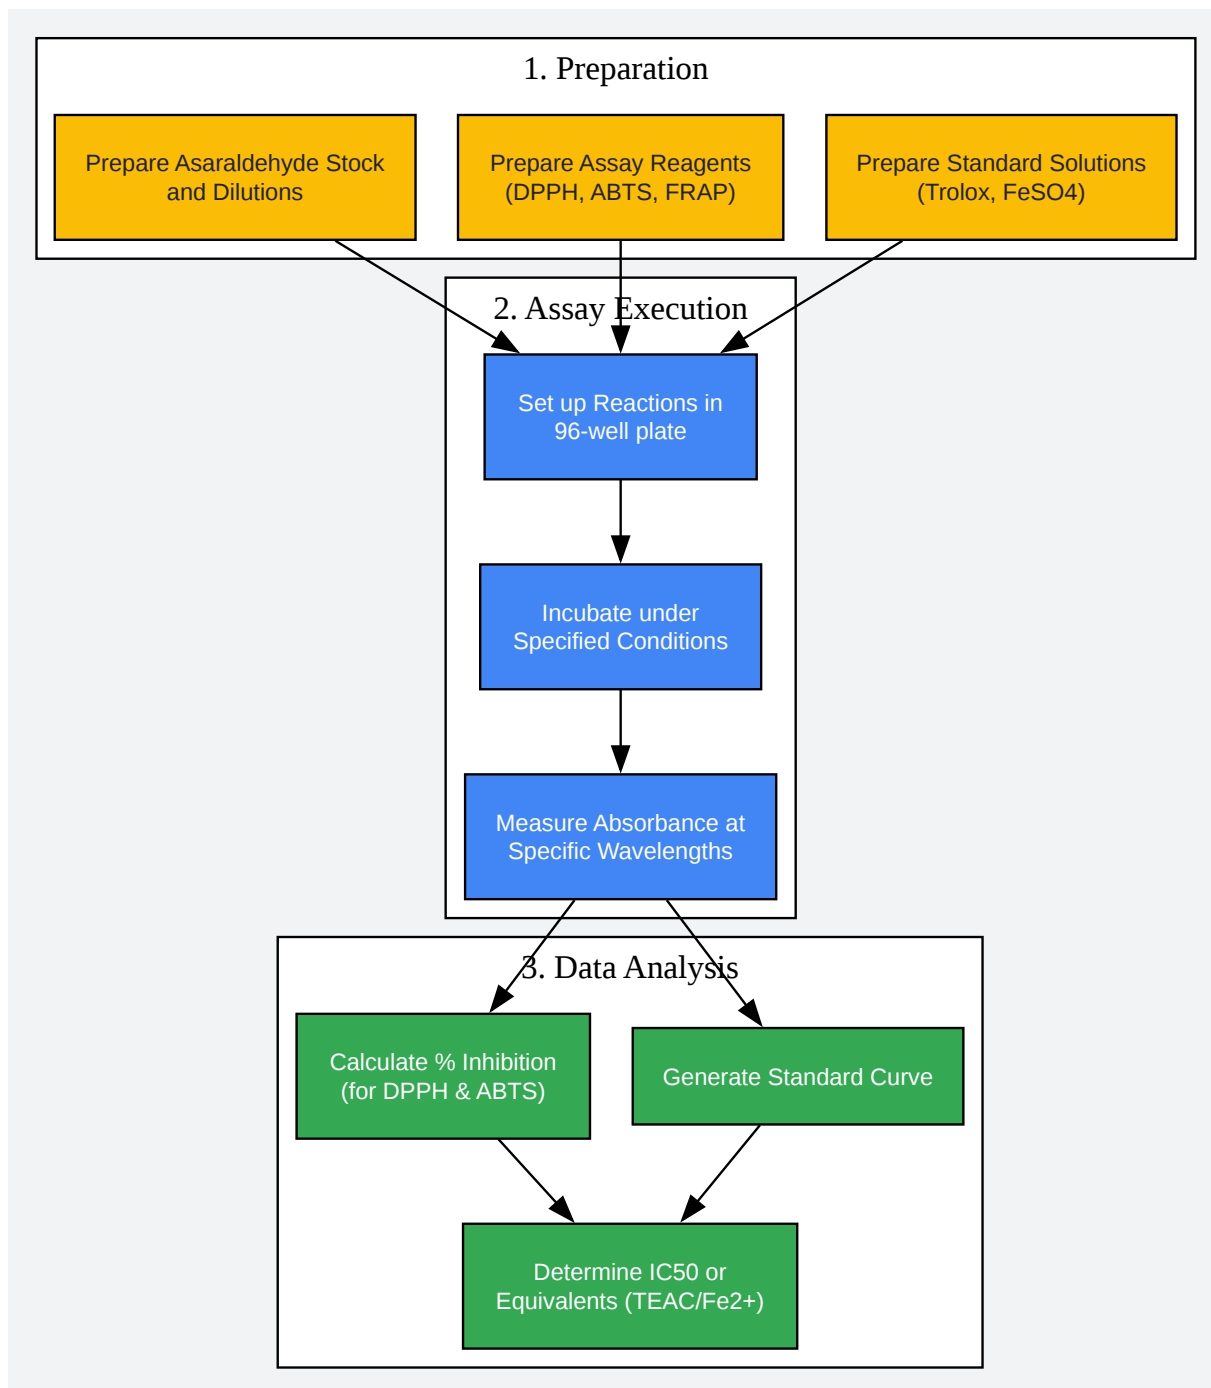 1. Preparation
Prepare Asaraldehyde Stock
and Dilutions
Prepare Assay Reagents
(DPPH, ABTS, FRAP)
Prepare Standard Solutions
(Trolox, FeSO4)
2. Assay Execution
Set up Reactions in
96-well plate
Incubate under
Specified Conditions
Measure Absorbance at
Specific Wavelengths
3. Data Analysis
Calculate % Inhibition
(for DPPH & ABTS)
Generate Standard Curve
Determine IC50 or
Equivalents (TEAC/Fe2+)